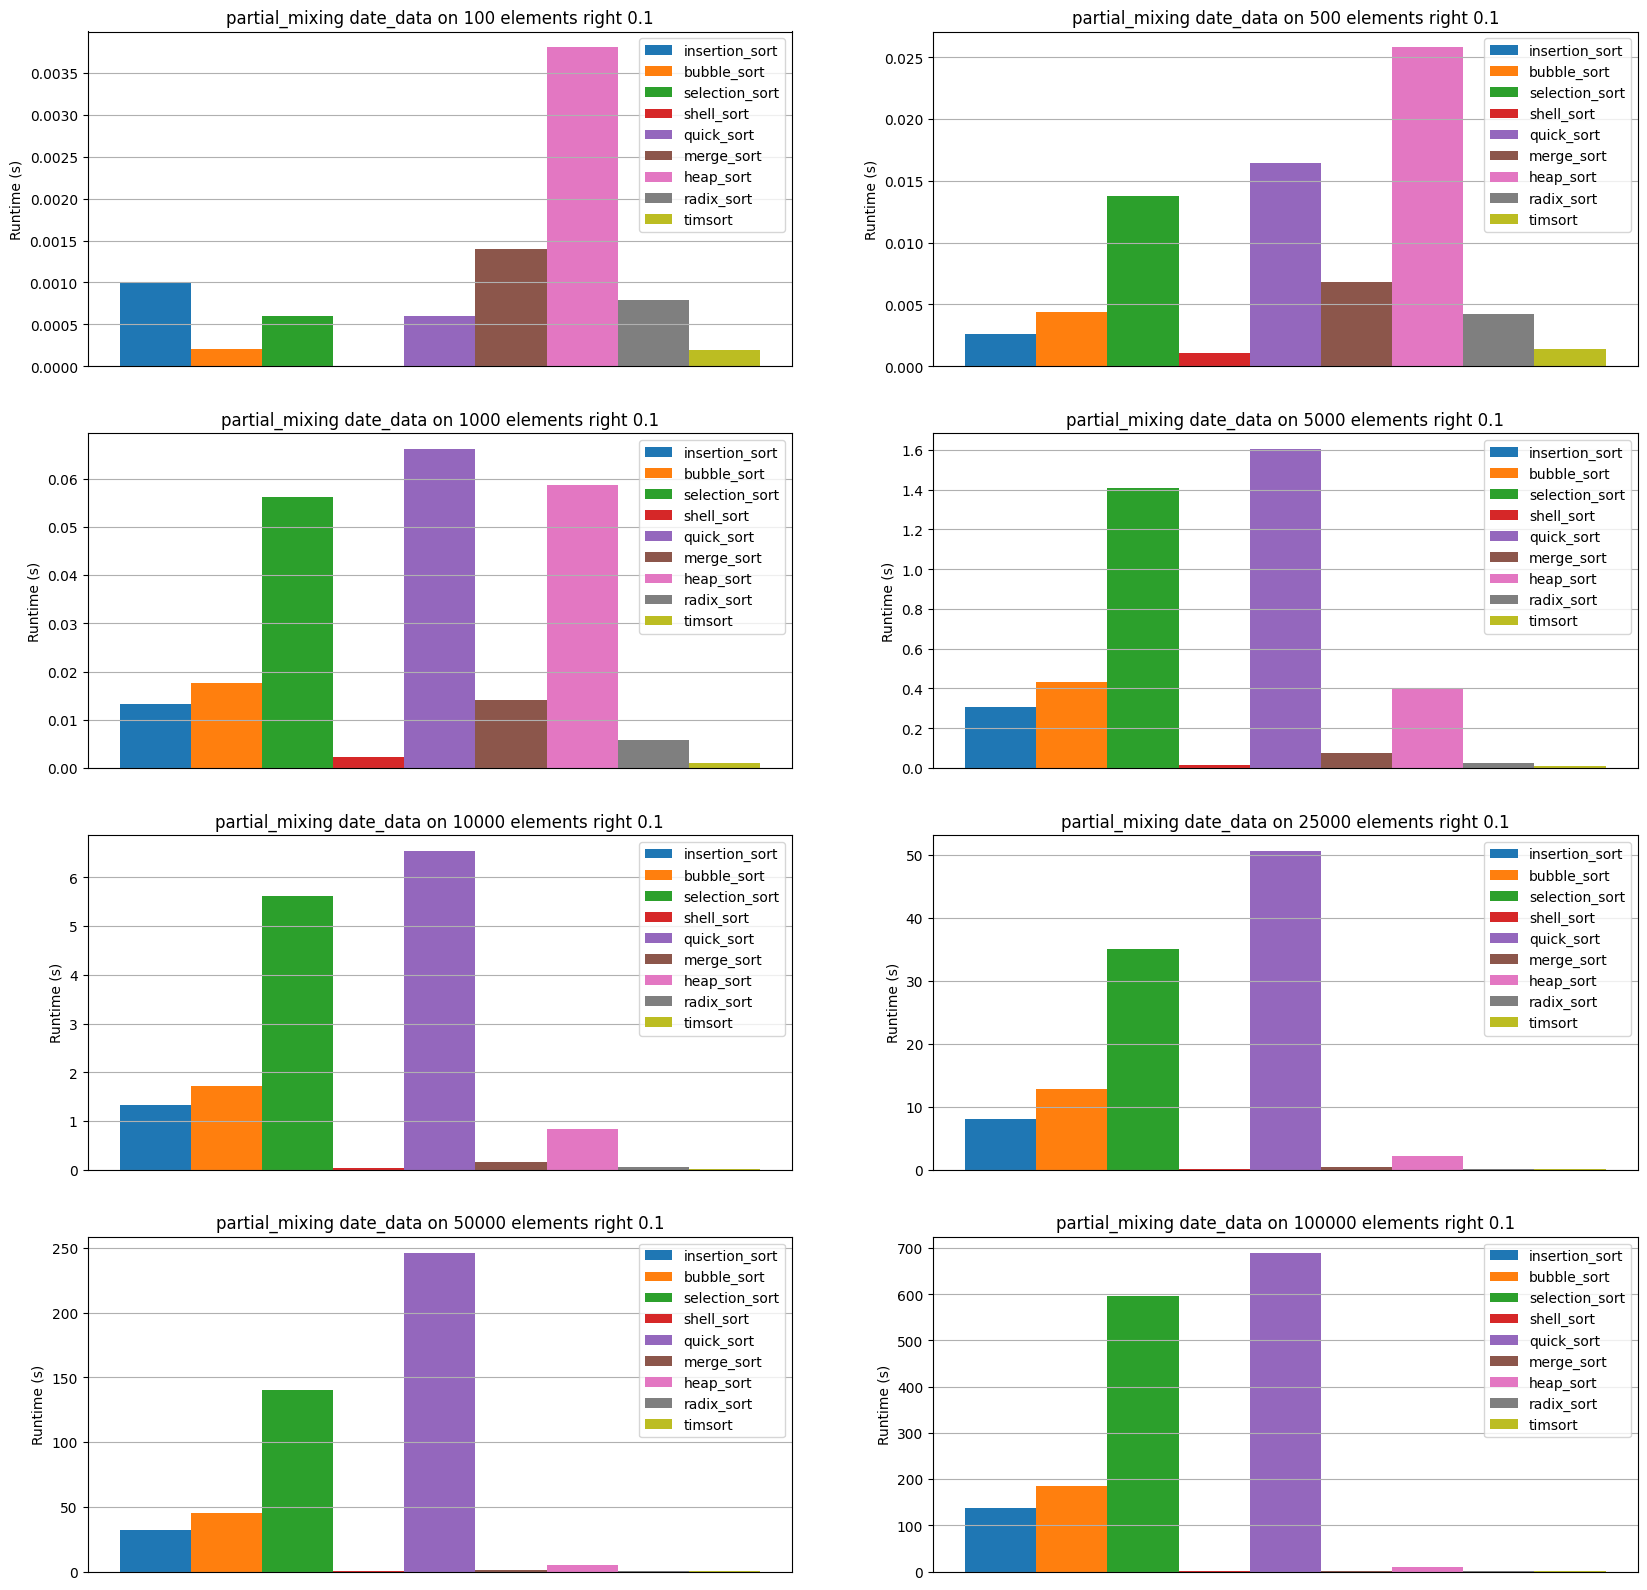 partial_mixing date_data on 100 elements right 0.1
Runtime (s)
0.0035
0.0030
0.0025
0.0020
0.0015
0.0010
0.0005
0.0000
insertion_sort
bubble_sort
selection_sort
shell_sort
quick_sort
merge_sort
heap_sort
radix_sort
timsort
partial_mixing date_data on 500 elements right 0.1
Runtime (s)
0.025
0.020
0.015
0.010
0.005
0.000
insertion_sort
bubble_sort
selection_sort
shell_sort
quick_sort
merge_sort
heap_sort
radix_sort
timsort
partial_mixing date_data on 1000 elements right 0.1
Runtime (s)
0.06
0.05
0.04
0.03
0.02
0.01
0.00
insertion_sort
bubble_sort
selection_sort
shell_sort
quick_sort
merge_sort
heap_sort
radix_sort
timsort
partial_mixing date_data on 5000 elements right 0.1
Runtime (s)
1.6
1.4
1.2
1.0
0.8
0.6
0.4
0.2
0.0
insertion_sort
bubble_sort
selection_sort
shell_sort
quick_sort
merge_sort
heap_sort
radix_sort
timsort
partial_mixing date_data on 10000 elements right 0.1
Runtime (s)
6
5
4
3
2
1
0
insertion_sort
bubble_sort
selection_sort
shell_sort
quick_sort
merge_sort
heap_sort
radix_sort
timsort
partial_mixing date_data on 25000 elements right 0.1
Runtime (s)
50
40
30
20
10
0
insertion_sort
bubble_sort
selection_sort
shell_sort
quick_sort
merge_sort
heap_sort
radix_sort
timsort
partial_mixing date_data on 50000 elements right 0.1
Runtime (s)
250
200
150
100
50
0
insertion_sort
bubble_sort
selection_sort
shell_sort
quick_sort
merge_sort
heap_sort
radix_sort
timsort
partial_mixing date_data on 100000 elements right 0.1
Runtime (s)
700
600
500
400
300
200
100
0
insertion_sort
bubble_sort
selection_sort
shell_sort
quick_sort
merge_sort
heap_sort
radix_sort
timsort